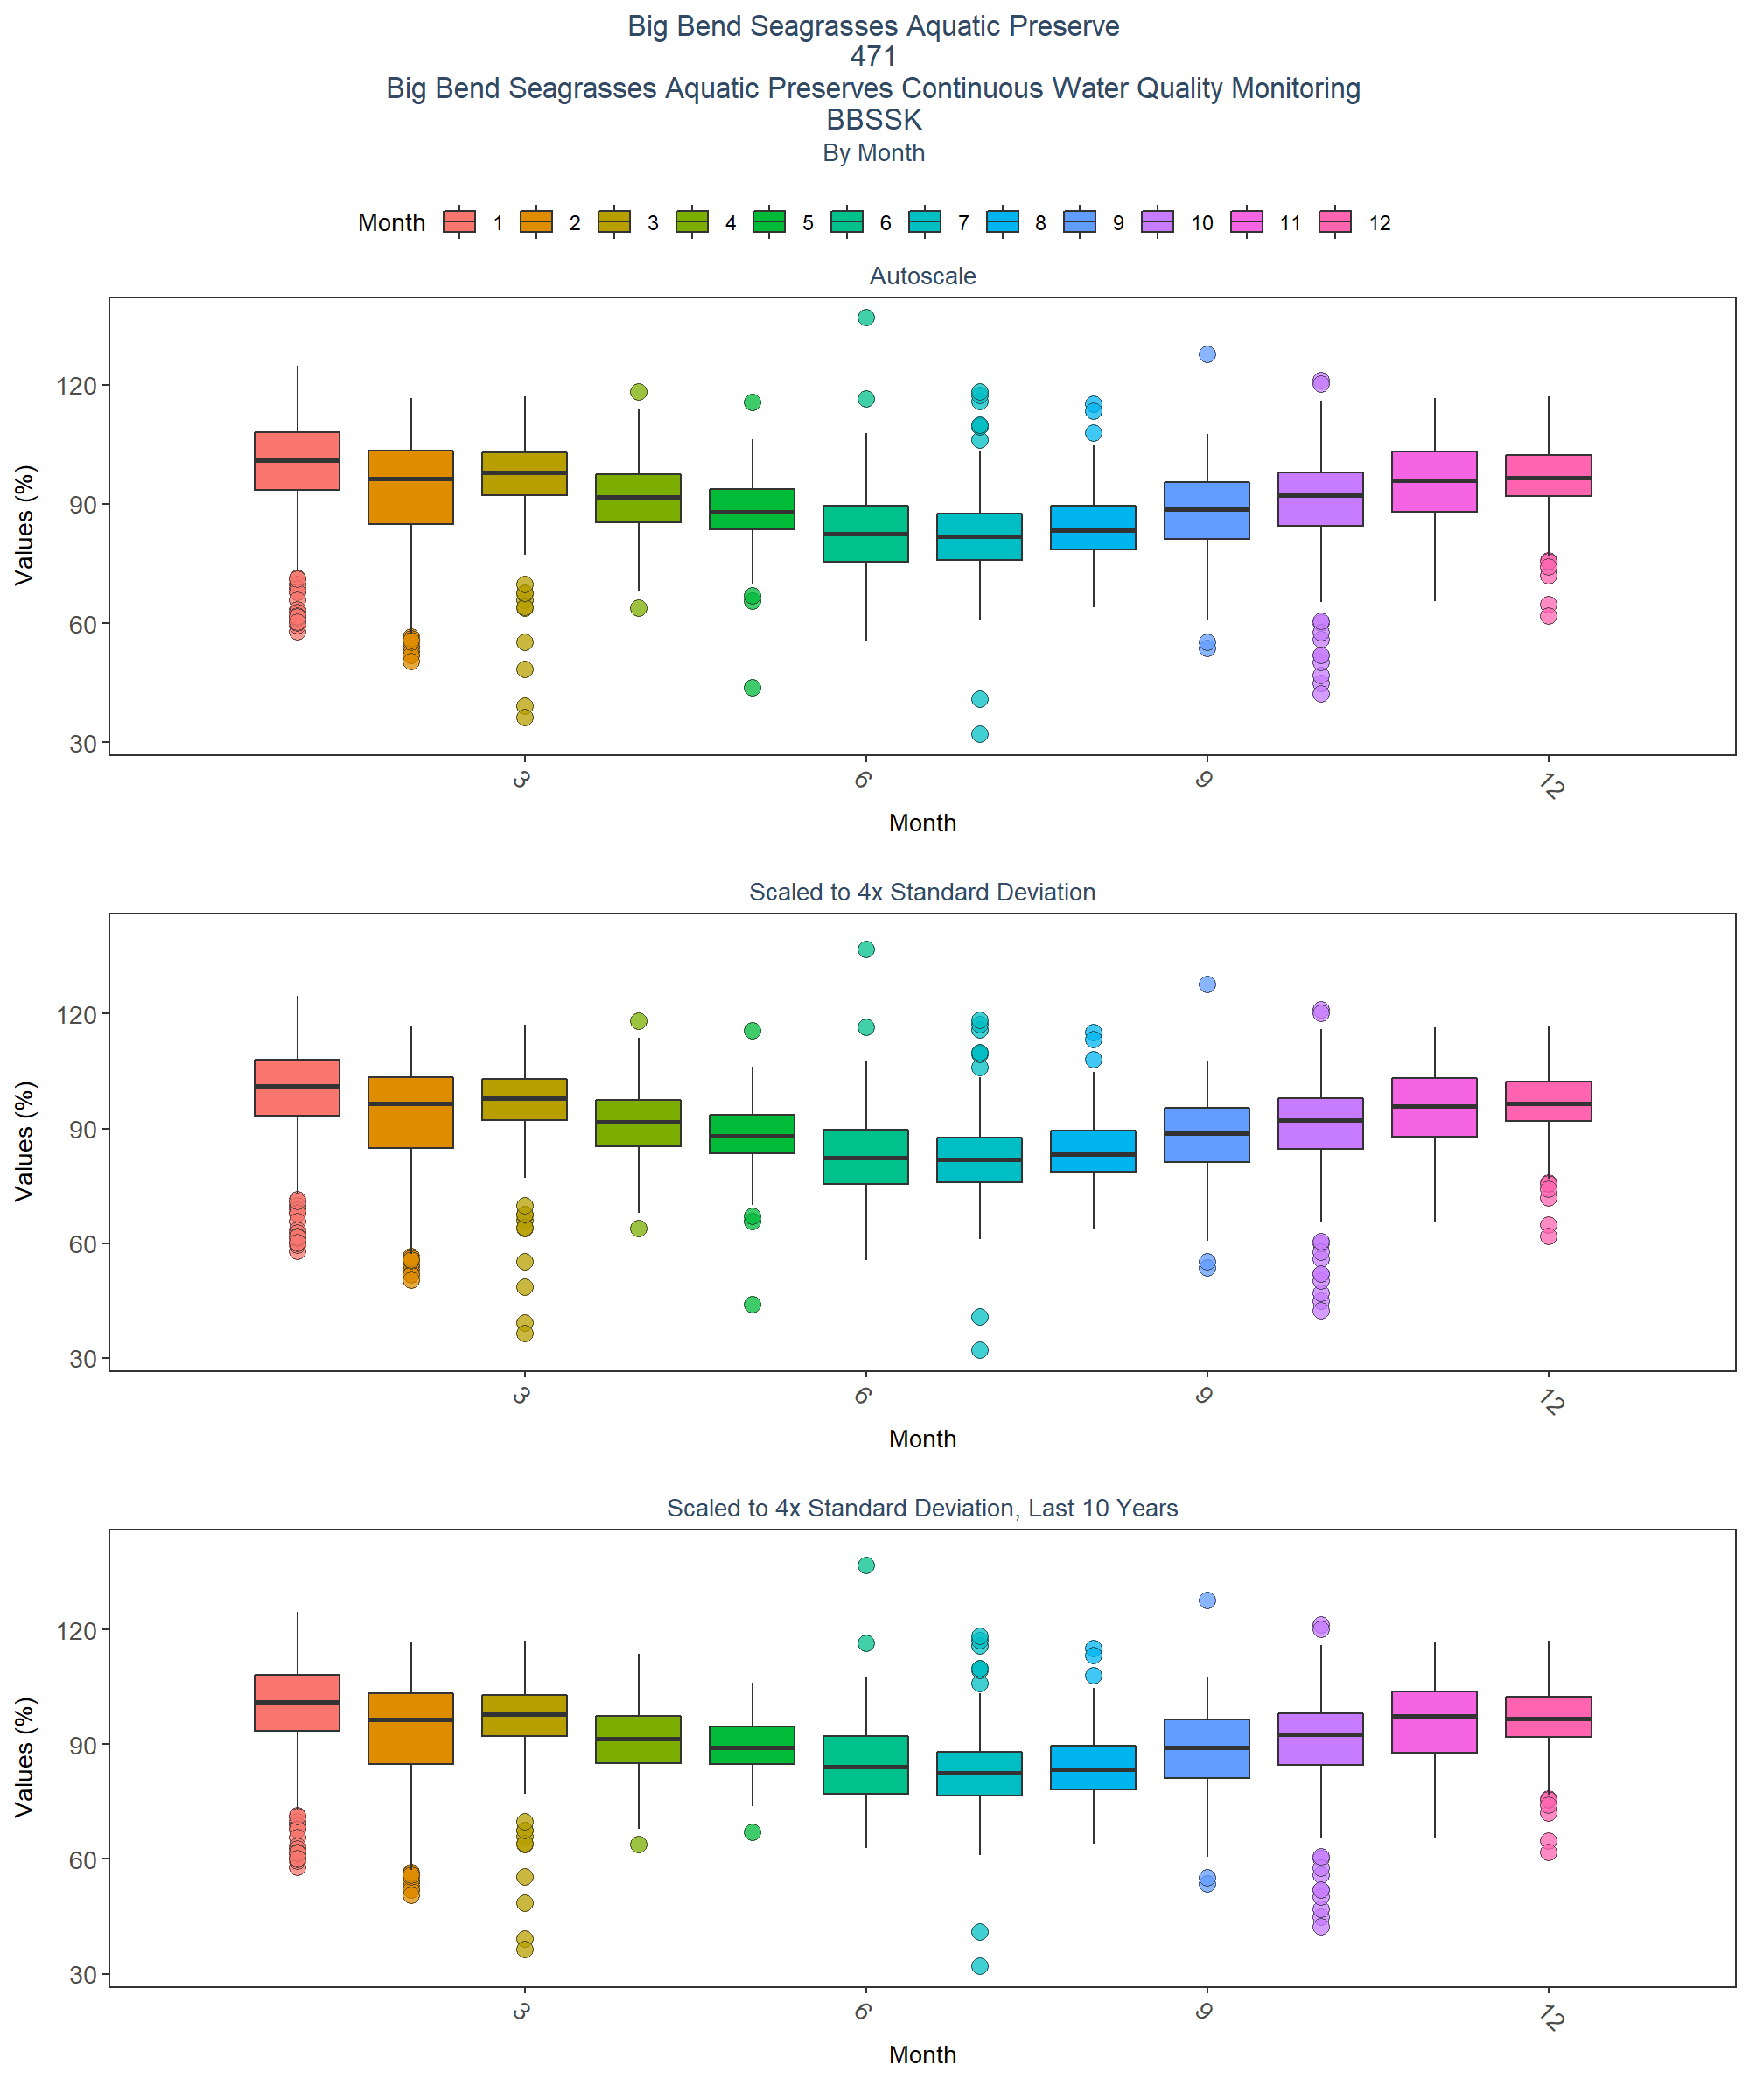 Big Bend Seagrasses Aquatic Preserve
471
Big Bend Seagrasses Aquatic Preserves Continuous Water Quality Monitoring
BBSSK
By Month
Month 1 2 3 4 5 6 7 8 9 10 11 12
Autoscale
Values (%)
120
90
60
30
3 6 9 12
Month
Scaled to 4x Standard Deviation
Values (%)
120
90
60
30
3 6 9 12
Month
Scaled to 4x Standard Deviation, Last 10 Years
Values (%)
120
90
60
30
3 6 9 12
Month